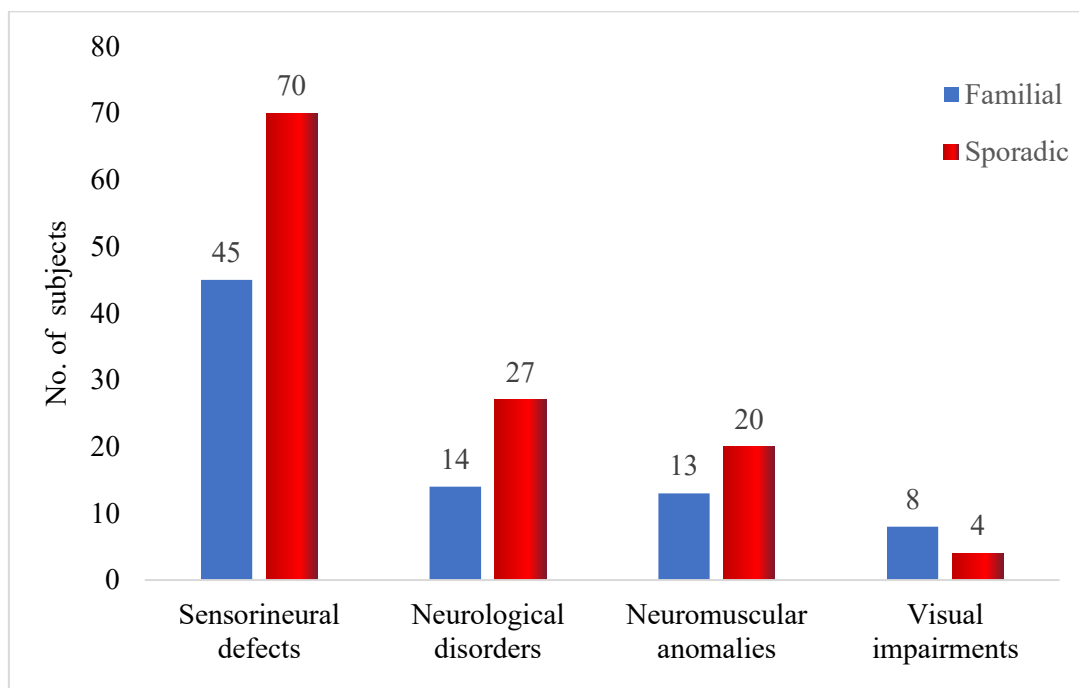 80
70
60
50
40
30
20
10
0
No. of subjects
70
45
27
14
20
13
8
4
Familial
Sporadic
Sensorineural
defects
Neurological
disorders
Neuromuscular
anomalies
Visual
impairments